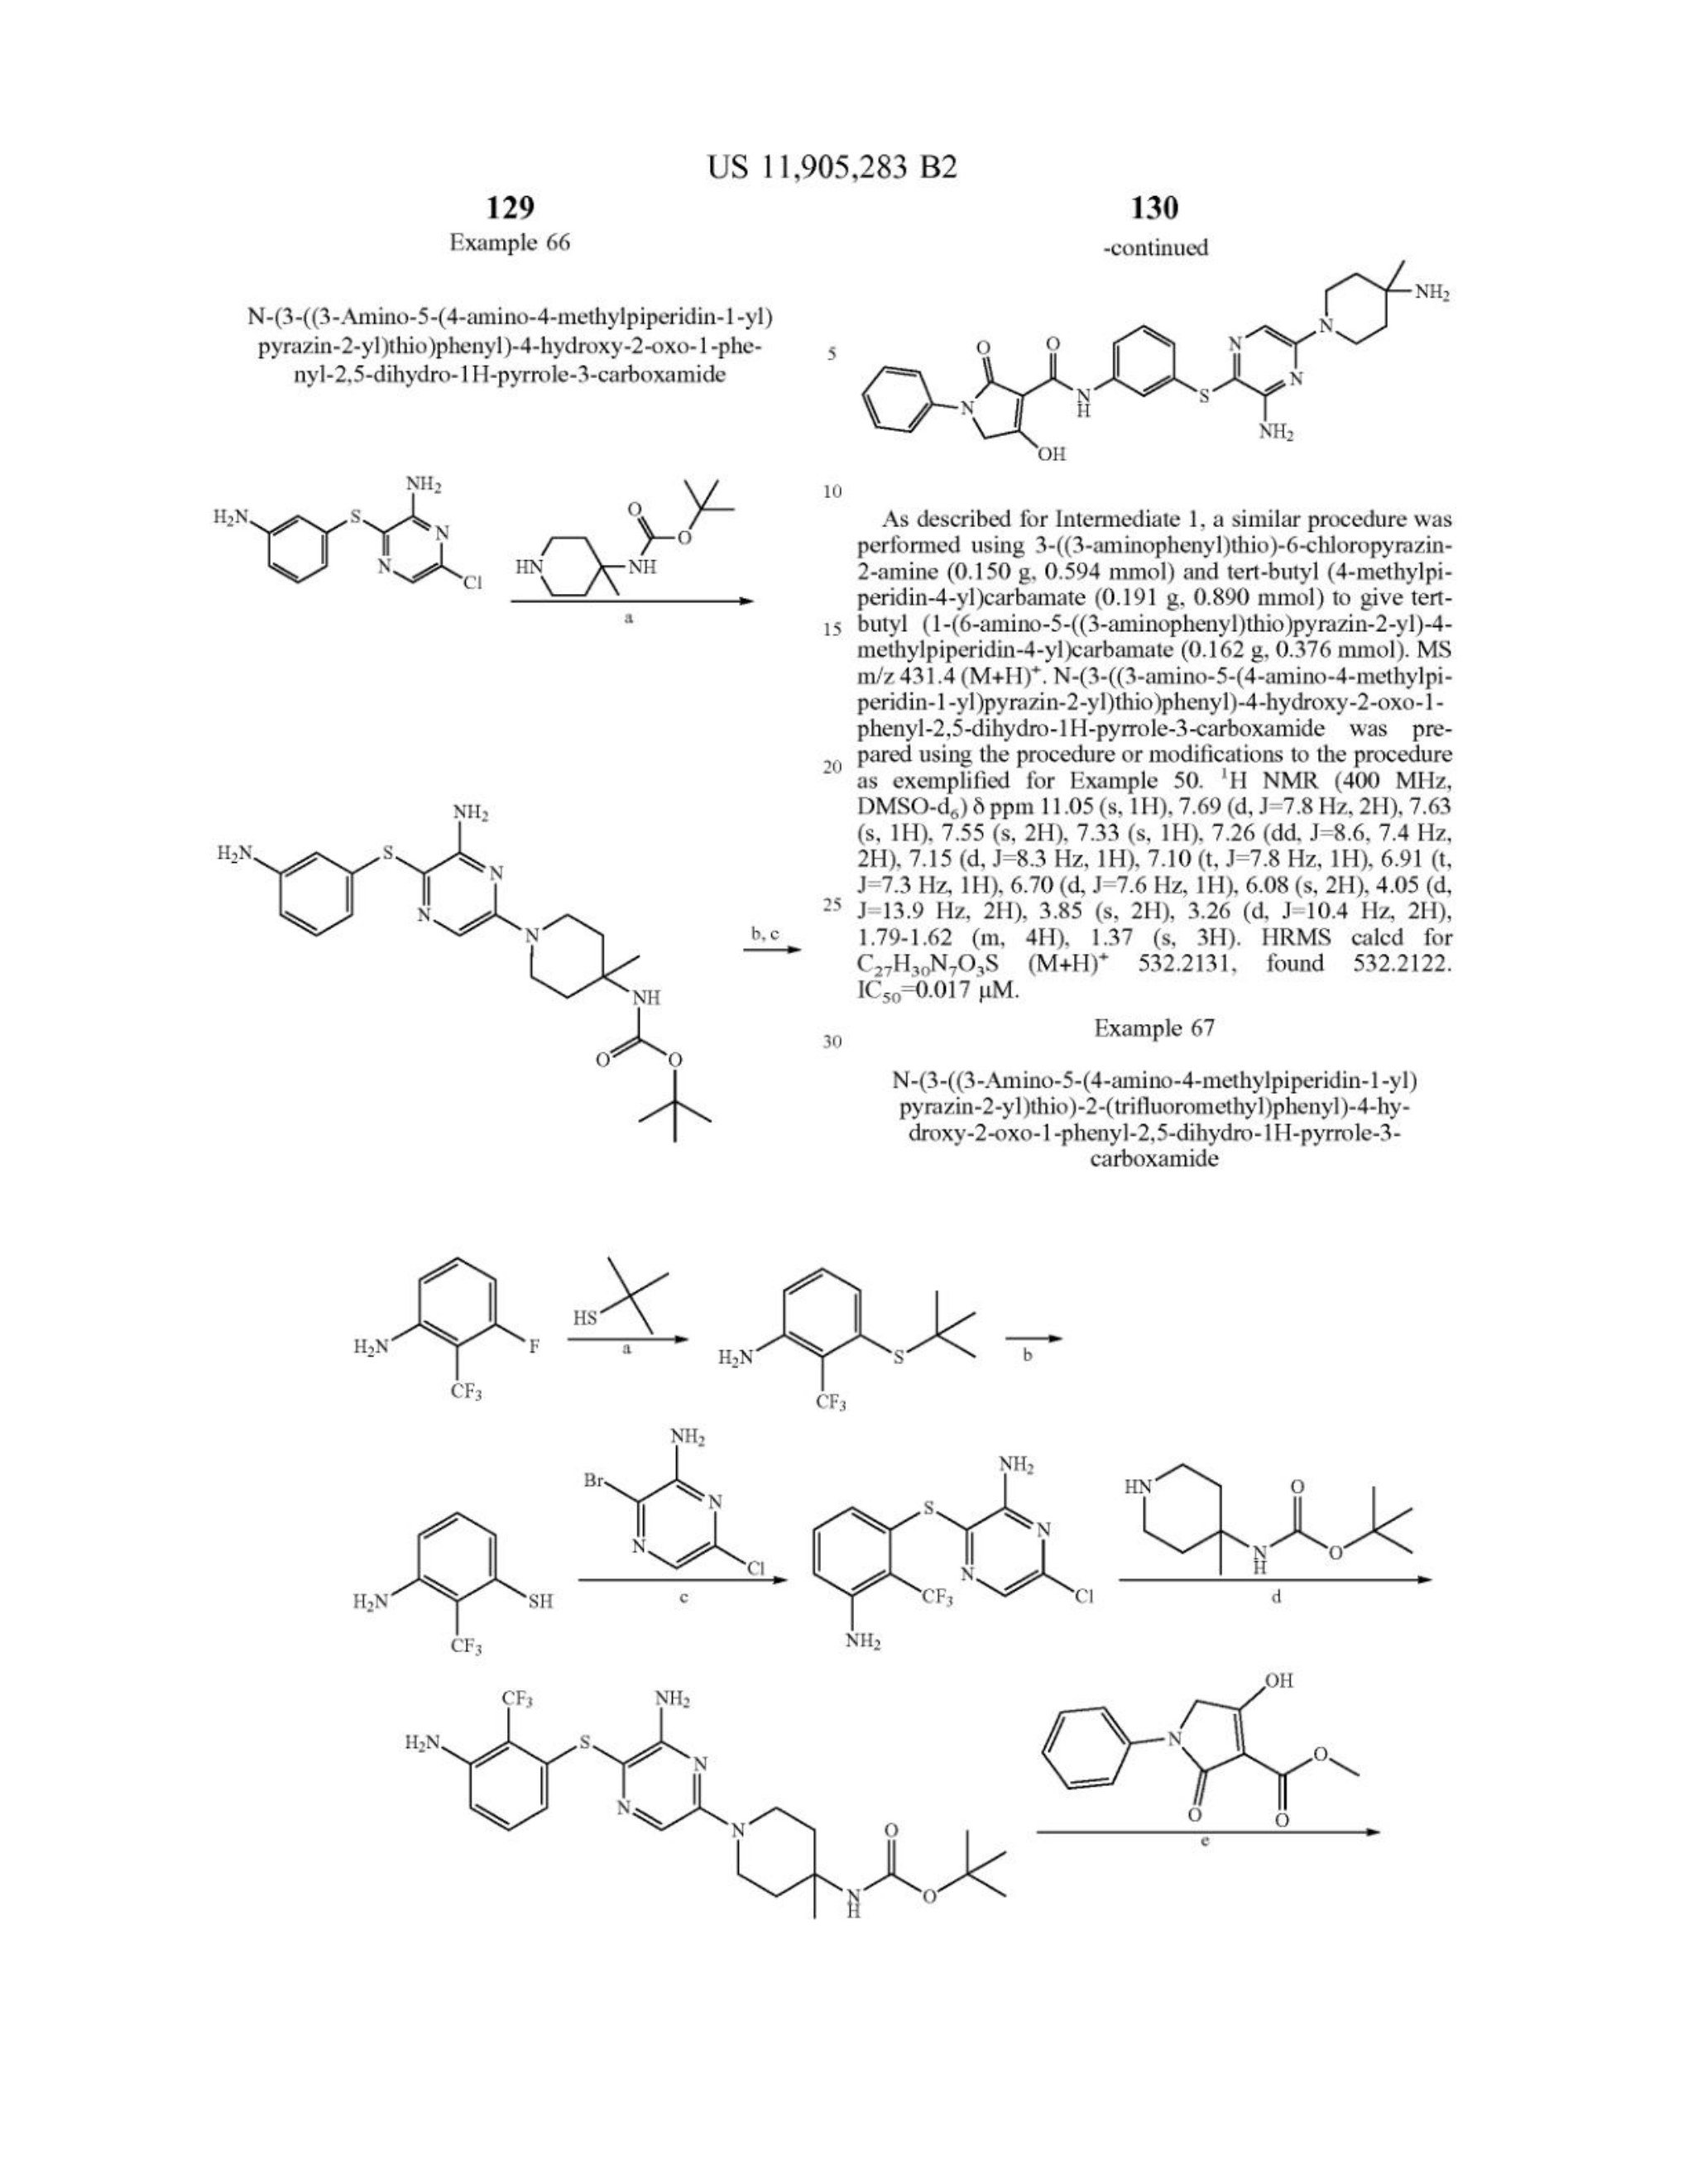 US 11,905,283 B2
129
Example 66
N-(3-((3-Amino-5-(4-amino-4-methylpiperidin-1-yl)
pyrazin-2-yl)thio)phenyl)-4-hydroxy-2-oxo-1-phe-
nyl-2,5-dihydro-1H-pyrrole-3-carboxamide
NH2
H2N
S
N
N
Cl
O
O
HN
NH
a
NH2
H2N
S
N
N
N
NH
O
O
b, c
130
-continued
NH2
N
N
N
O
O
N
N
H
S
NH2
OH
5
10
15
20
25
30
As described for Intermediate 1, a similar procedure was
performed using 3-((3-aminophenyl)thio)-6-chloropyrazin-
2-amine (0.150 g, 0.594 mmol) and tert-butyl (4-methylpi-
peridin-4-yl)carbamate (0.191 g, 0.890 mmol) to give tert-
butyl (1-(6-amino-5-((3-aminophenyl)thio)pyrazin-2-yl)-4-
methylpiperidin-4-yl)carbamate (0.162 g, 0.376 mmol). MS
m/z 431.4 (M+H)+. N-(3-((3-amino-5-(4-amino-4-methylpi-
peridin-1-yl)pyrazin-2-yl)thio)phenyl)-4-hydroxy-2-oxo-1-
phenyl-2,5-dihydro-1H-pyrrole-3-carboxamide was pre-
pared using the procedure or modifications to the procedure
as exemplified for Example 50. 1H NMR (400 MHz,
DMSO-d6) δ ppm 11.05 (s, 1H), 7.69 (d, J=7.8 Hz, 2H), 7.63
(s, 1H), 7.55 (s, 2H), 7.33 (s, 1H), 7.26 (dd, J=8.6, 7.4 Hz,
2H), 7.15 (d, J=8.3 Hz, 1H), 7.10 (t, J=7.8 Hz, 1H), 6.91 (t,
J=7.3 Hz, 1H), 6.70 (d, J=7.6 Hz, 1H), 6.08 (s, 2H), 4.05 (d,
J=13.9 Hz, 2H), 3.85 (s, 2H), 3.26 (d, J=10.4 Hz, 2H),
1.79-1.62 (m, 4H), 1.37 (s, 3H). HRMS calcd for
C27H30N7O3S (M+H)+ 532.2131, found 532.2122.
IC50=0.017 μM.
Example 67
N-(3-((3-Amino-5-(4-amino-4-methylpiperidin-1-yl)
pyrazin-2-yl)thio)-2-(trifluoromethyl)phenyl)-4-hy-
droxy-2-oxo-1-phenyl-2,5-dihydro-1H-pyrrole-3-
carboxamide
H2N
F
CF3
HS
a
H2N
S
CF3
b
H2N
SH
CF3
NH2
Br
N
N
Cl
c
NH2
S
N
N
CF3
Cl
NH2
HN
O
N
H
O
d
CF3
NH2
H2N
S
N
N
N
O
N
H
O
OH
N
O
O
O
e